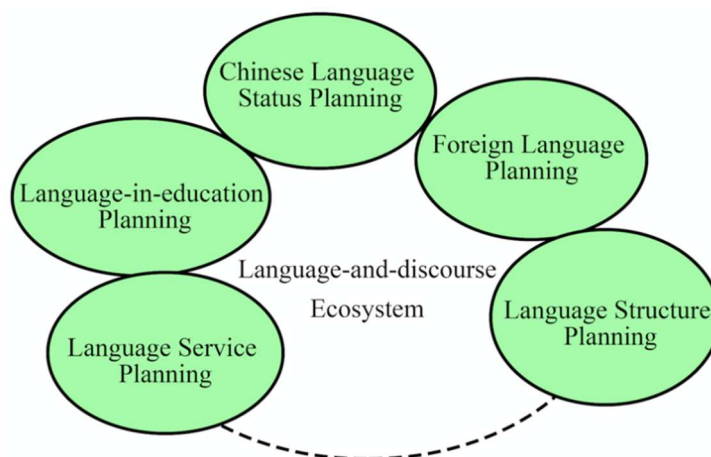 Chinese Language
Status Planning
Foreign Language
Planning
Language-in-education
Planning
Language-and-discourse
Ecosystem
Language Structure
Planning
Language Service
Planning